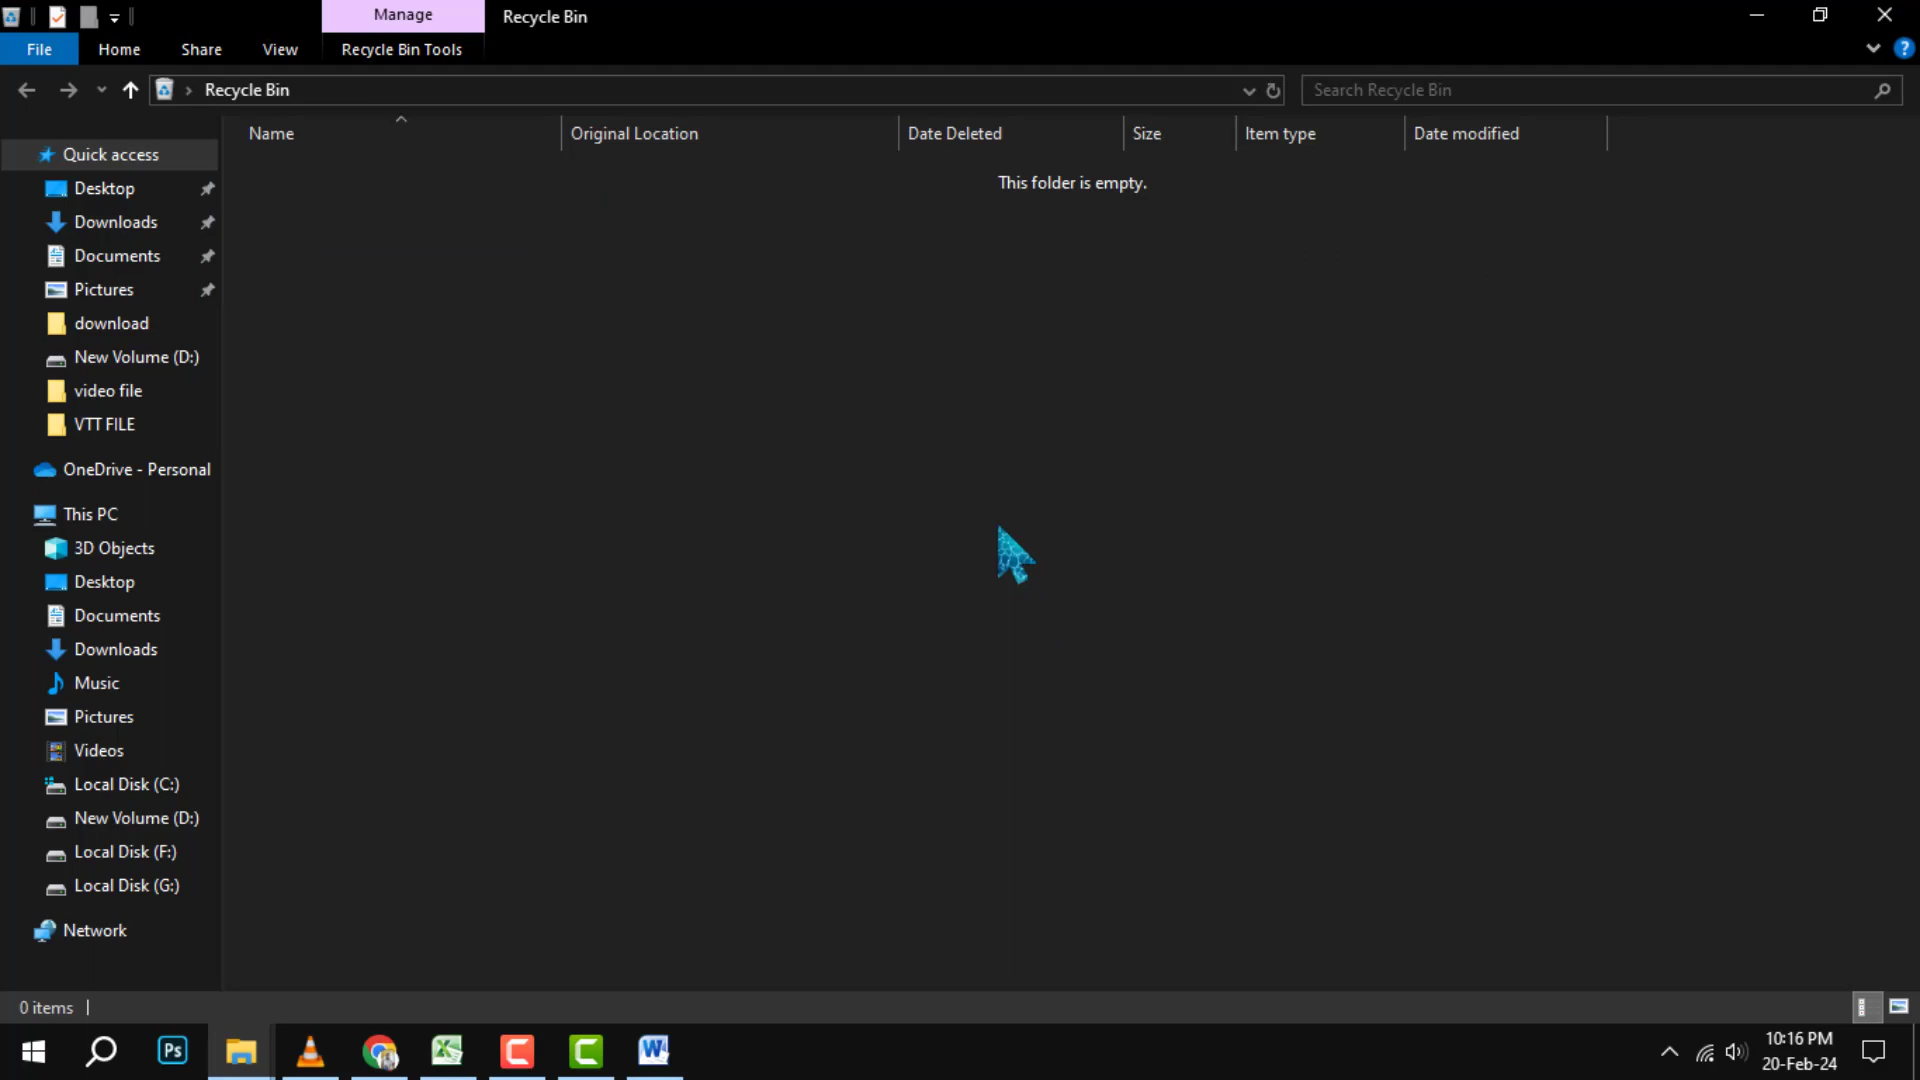 Manage
Recycle Bin
File
Home
Share
View
Recycle Bin Tools
?
Recycle Bin
Search Recycle Bin
Name
Original Location
Date Deleted
Size
Item type
Date modified
This folder is empty.
Quick access
Desktop
Downloads
Documents
Pictures
download
New Volume (D:)
video file
VTT FILE
OneDrive - Personal
This PC
3D Objects
Desktop
Documents
Downloads
Music
Pictures
Videos
Local Disk (C:)
New Volume (D:)
Local Disk (F:)
Local Disk (G:)
Network
0 items
Ps
10:16 PM
20-Feb-24